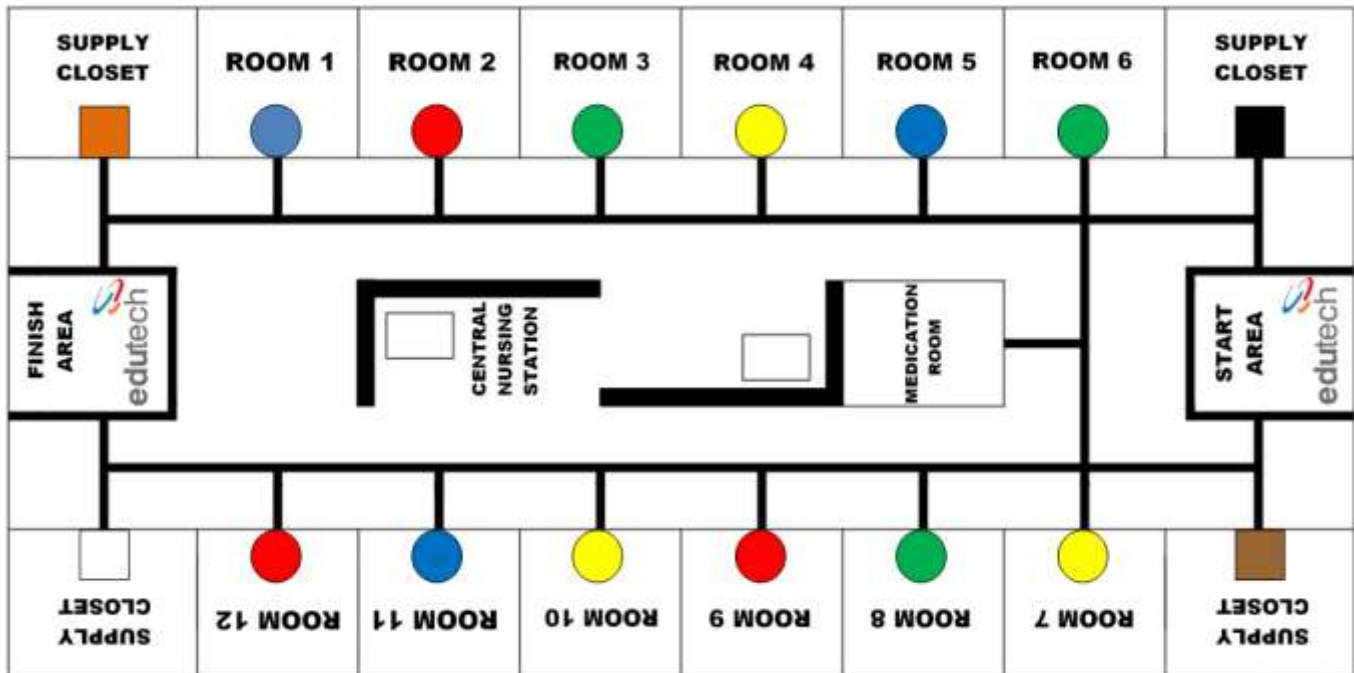 SUPPLY
CLOSET
ROOM 1
ROOM 2
ROOM 3
ROOM 4
ROOM 5
ROOM 6
SUPPLY
CLOSET
FINISH
AREA
edutech
CENTRAL
NURSING
STATION
MEDICATION
ROOM
START
AREA
edutech
SUPPLY
CLOSET
ROOM 12
ROOM 11
ROOM 10
ROOM 9
ROOM 8
ROOM 7
SUPPLY
CLOSET